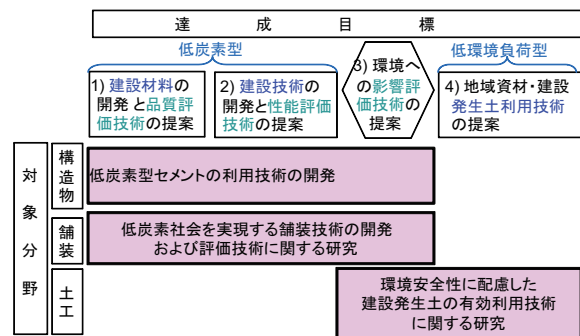 達成目標
低炭素型
低環境負荷型
1) 建設材料の
開発と品質評
価技術の提案
2) 建設技術の
開発と性能評価
技術の提案
3) 環境へ
の影響評
価技術の
提案
4) 地域資材・建設
発生土利用技術
の提案
対象分野
構造物
低炭素型セメントの利用技術の開発
舗装
低炭素社会を実現する舗装技術の開発
および評価技術に関する研究
土工
環境安全性に配慮した
建設発生土の有効利用技術
に関する研究